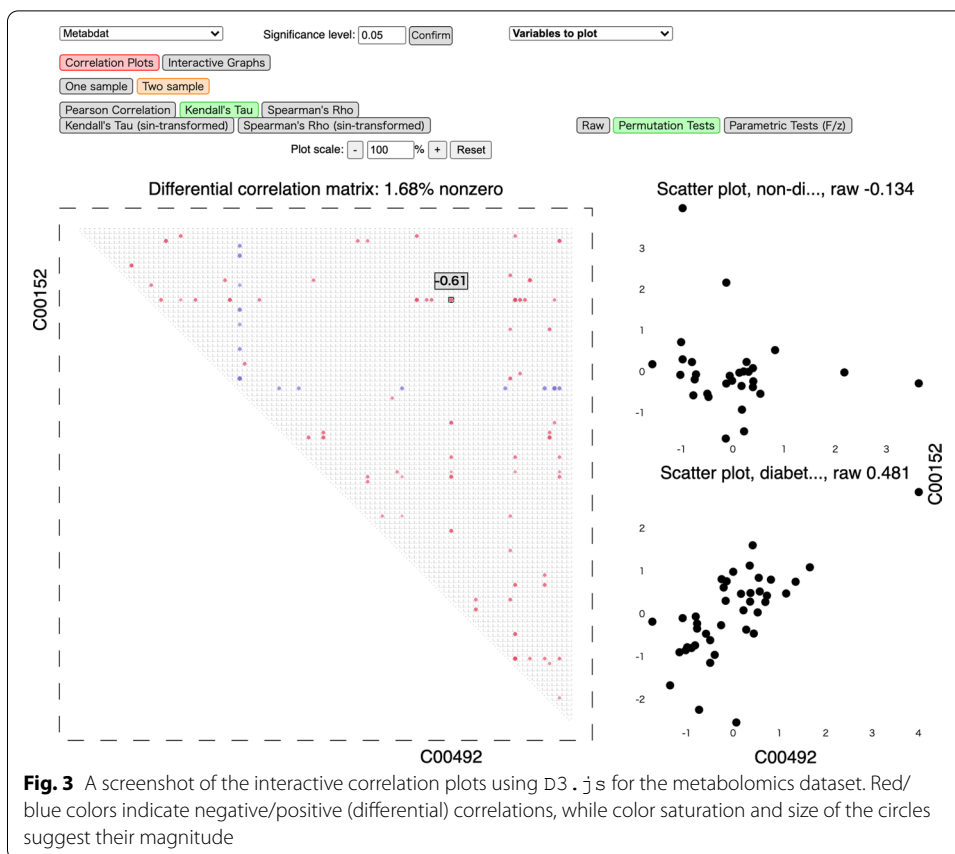 Metabdat Significance level: 0.05 Confirm Variables to plot
Correlation Plots Interactive Graphs
One sample Two sample
Pearson Correlation Kendall's Tau Spearman's Rho
Kendall's Tau (sin-transformed) Spearman's Rho (sin-transformed) Raw Permutation Tests Parametric Tests (F/z)
Plot scale: - 100 % + Reset
Differential correlation matrix: 1.68% nonzero
C00152
-0.61
C00492
Scatter plot, non-di..., raw -0.134
3
2
1
0
-1
-1 0 1 2 3
C00152
Scatter plot, diabet..., raw 0.481
2
1
0
-1
-2
-1 0 1 2 3 4
C00492
Fig. 3 A screenshot of the interactive correlation plots using D3.js for the metabolomics dataset. Red/
blue colors indicate negative/positive (differential) correlations, while color saturation and size of the circles
suggest their magnitude